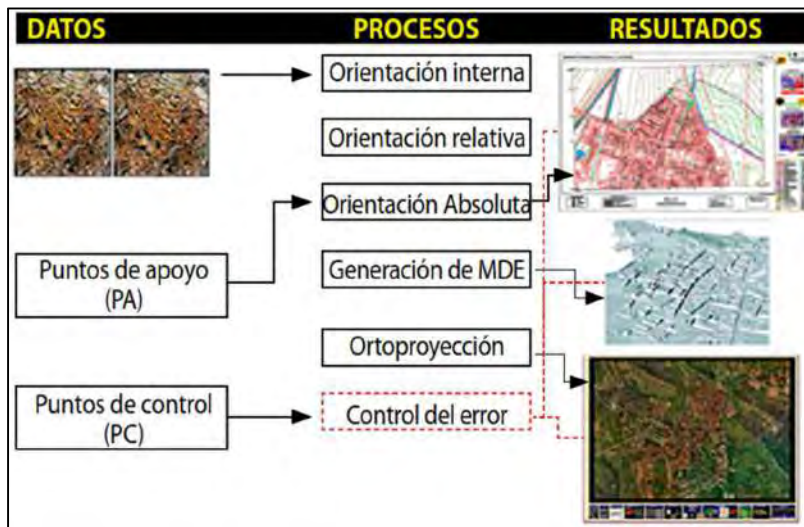 DATOS
PROCESOS
RESULTADOS
Orientación interna
Orientación relativa
Orientación Absoluta
Puntos de apoyo
(PA)
Generación de MDE
Ortoproyección
Puntos de control
(PC)
Control del error